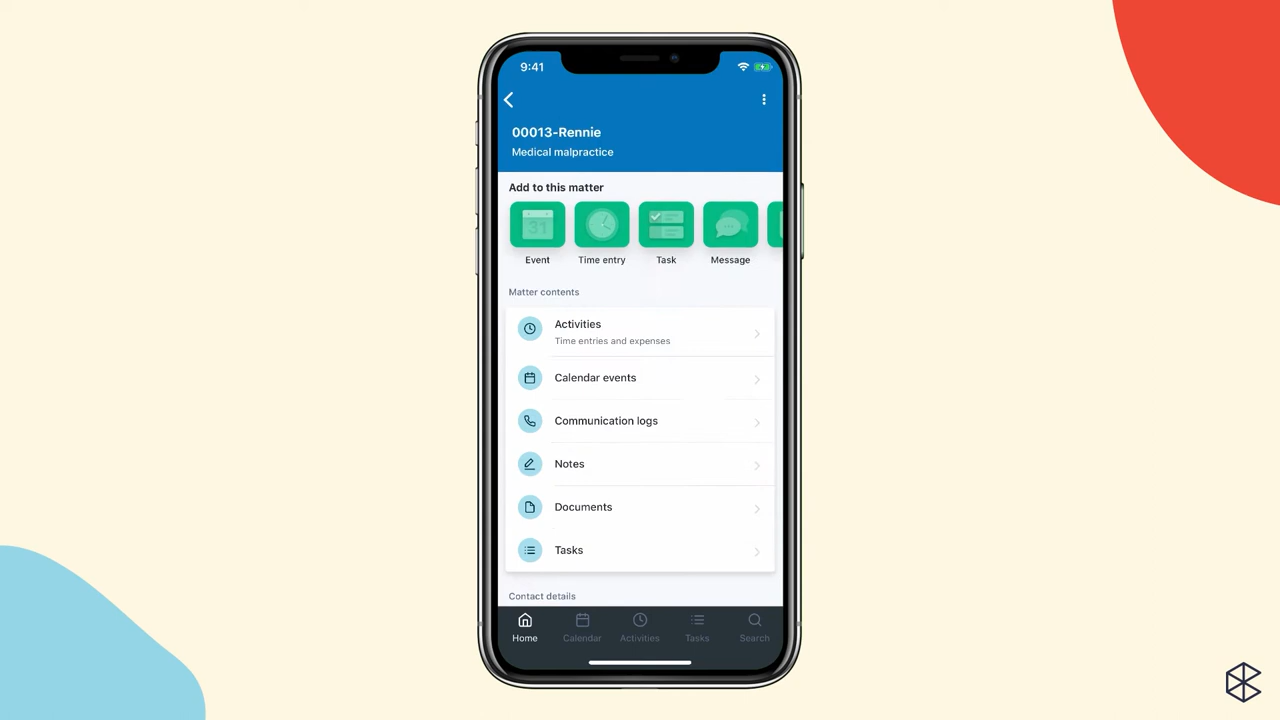 9:41
00013-Rennie
Medical malpractice
Add to this matter
31
Event
Time entry
Task
Message
Matter contents
Activities
Time entries and expenses
Calendar events
Communication logs
Notes
Documents
Tasks
Contact details
Home
Calendar
Activities
Tasks
Search